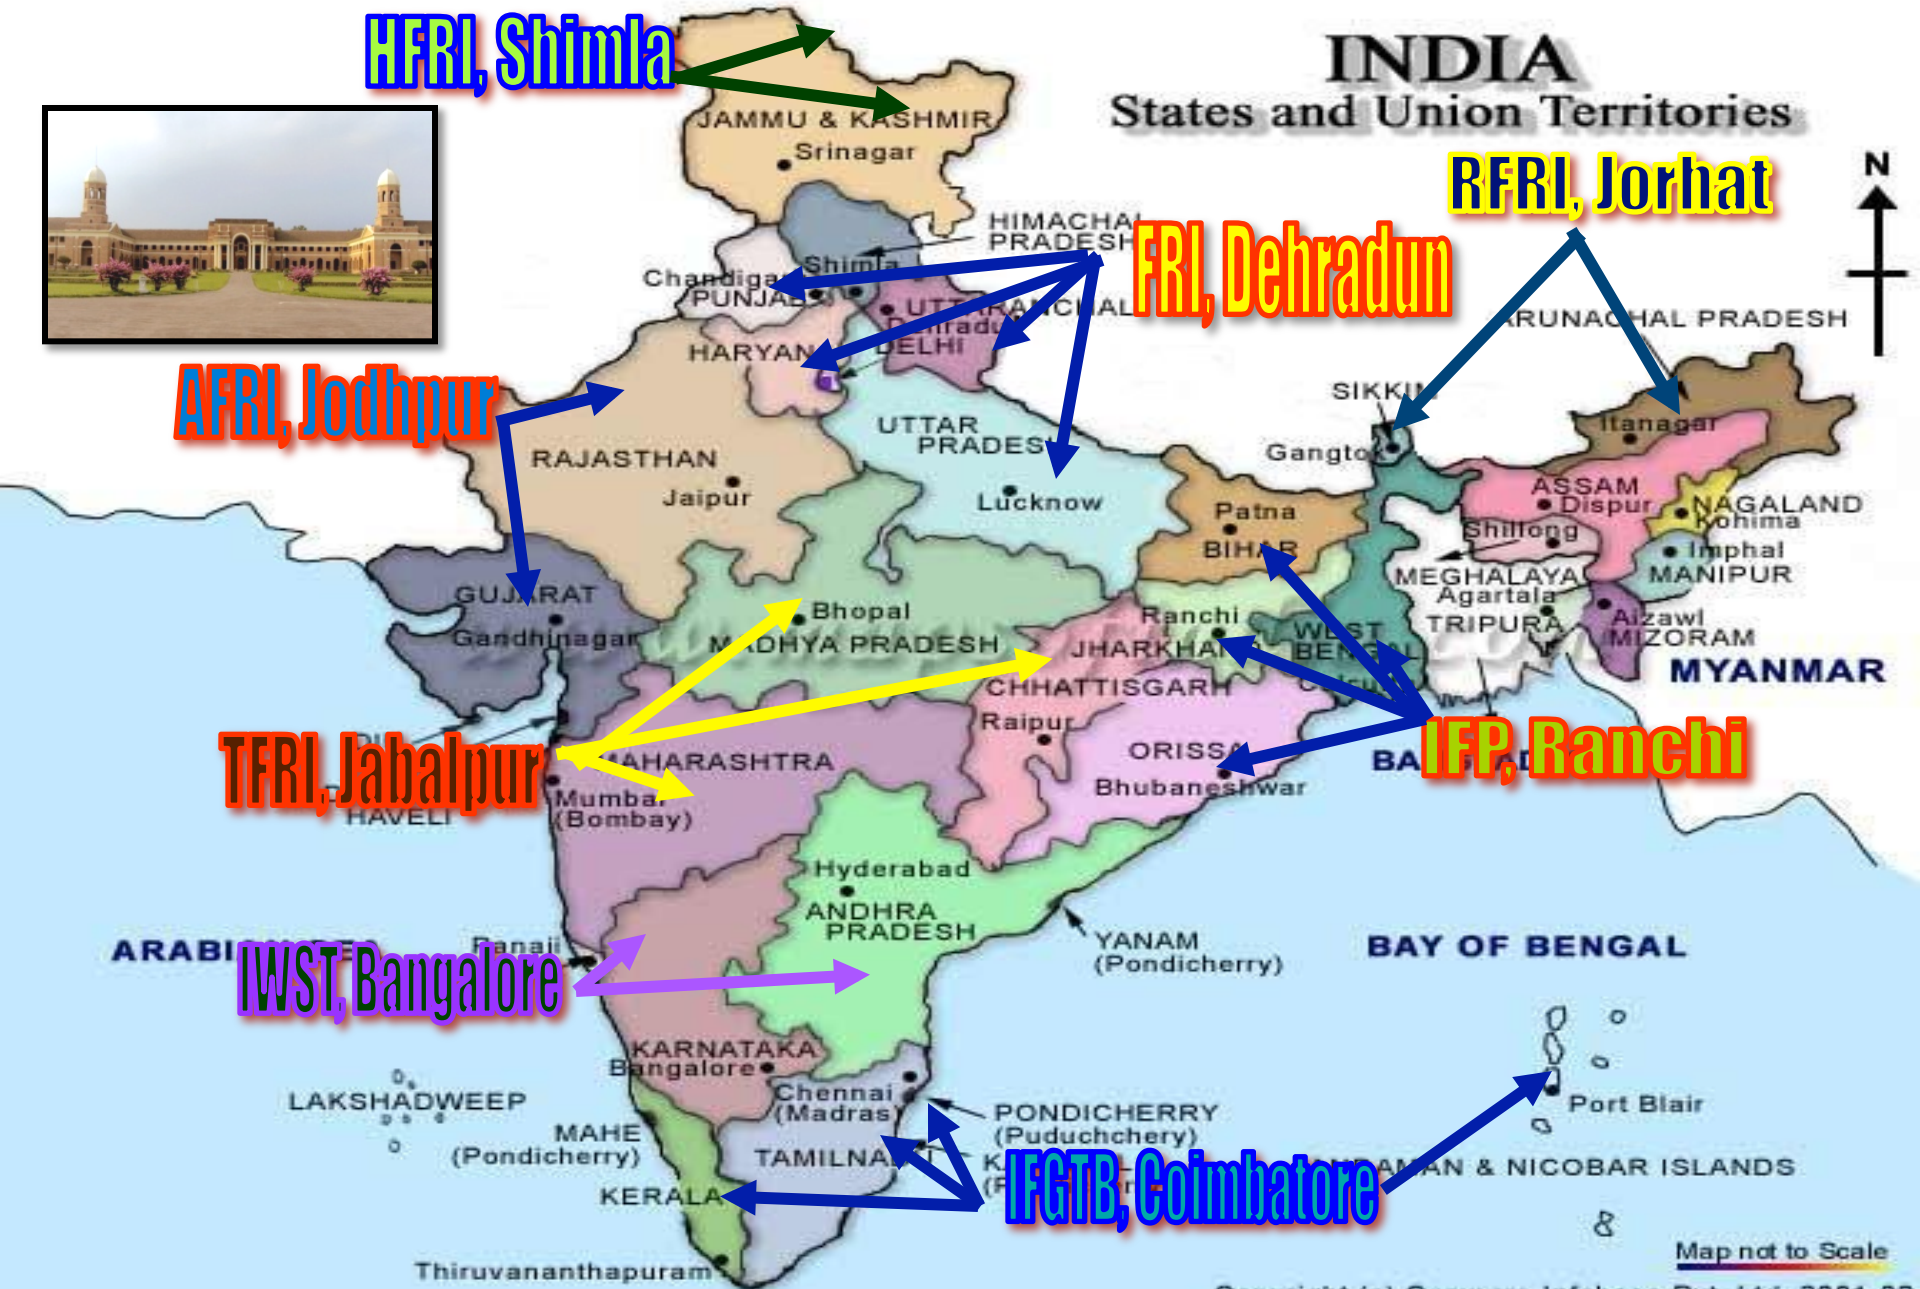 HFRI, Shimla
INDIA
States and Union Territories
JAMMU & KASHMIR
Srinagar
RFRI, Jorhat
N
HIMACHAL
PRADESH
FRI, Dehradun
Shimla
PUNJAB
UTTARANCHAL
ARUNACHAL PRADESH
HARYAN
DELHI
AFRI, Jodhpur
SIKKIM
UTTAR
PRADESH
Itanagar
Gangtok
RAJASTHAN
Jaipur
Lucknow
ASSAM
Dispur
NAGALAND
Kohima
Patna
Shillong
BIHAR
Imphal
MANIPUR
MEGHALAYA
Agartala
GUJARAT
Gandhinagar
Bhopal
MADHYA PRADESH
Ranchi
JHARKHAND
WEST
BENGAL
TRIPURA
Aizawl
MIZORAM
MYANMAR
CHHATTISGARH
Raipur
IFP, Ranchi
TFRI, Jabalpur
MAHARASHTRA
ORISSA
Bhubaneshwar
Mumbai
(Bombay)
HAVELI
Hyderabad
ANDHRA
PRADESH
YANAM
(Pondicherry)
BAY OF BENGAL
Panaji
IWST, Bangalore
KARNATAKA
Bangalore
LAKSHADWEEP
Chennai
(Madras)
PONDICHERRY
(Puduchchery)
Port Blair
MAHE
(Pondicherry)
TAMILNADU
IFGTB, Coimbatore
ANDAMAN & NICOBAR ISLANDS
KERALA
Thiruvananthapuram
Map not to Scale